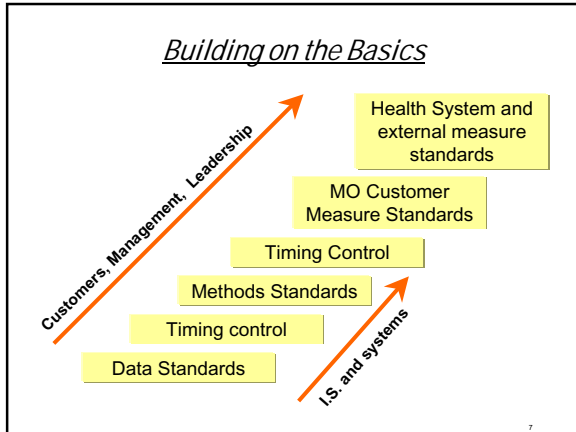 Building on the Basics
Health System and
external measure
standards
MO Customer
Measure Standards
Timing Control
Methods Standards
Timing control
Data Standards
Customers, Management, Leadership
I.S. and systems
7